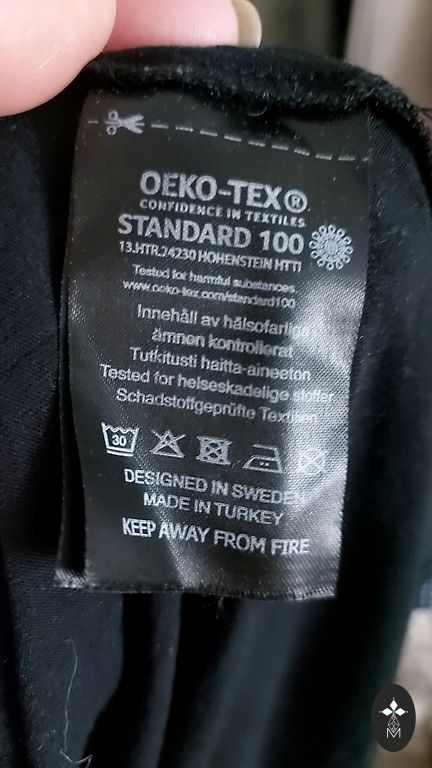 OEKO-TEX®
CONFIDENCE IN TEXTILES
STANDARD 100
13.HTR.24230 HOHENSTEIN HTTI
Tested for harmful substances
www.oeko-tex.com/standard100
Innehåll av hälsofarliga
ämnen kontrollerat
Tutkitusti haitta-aineeton
Tested for helseskadelige stoffer
Schadstoffgeprüfte Textilien
30
DESIGNED IN SWEDEN
MADE IN TURKEY
KEEP AWAY FROM FIRE
M